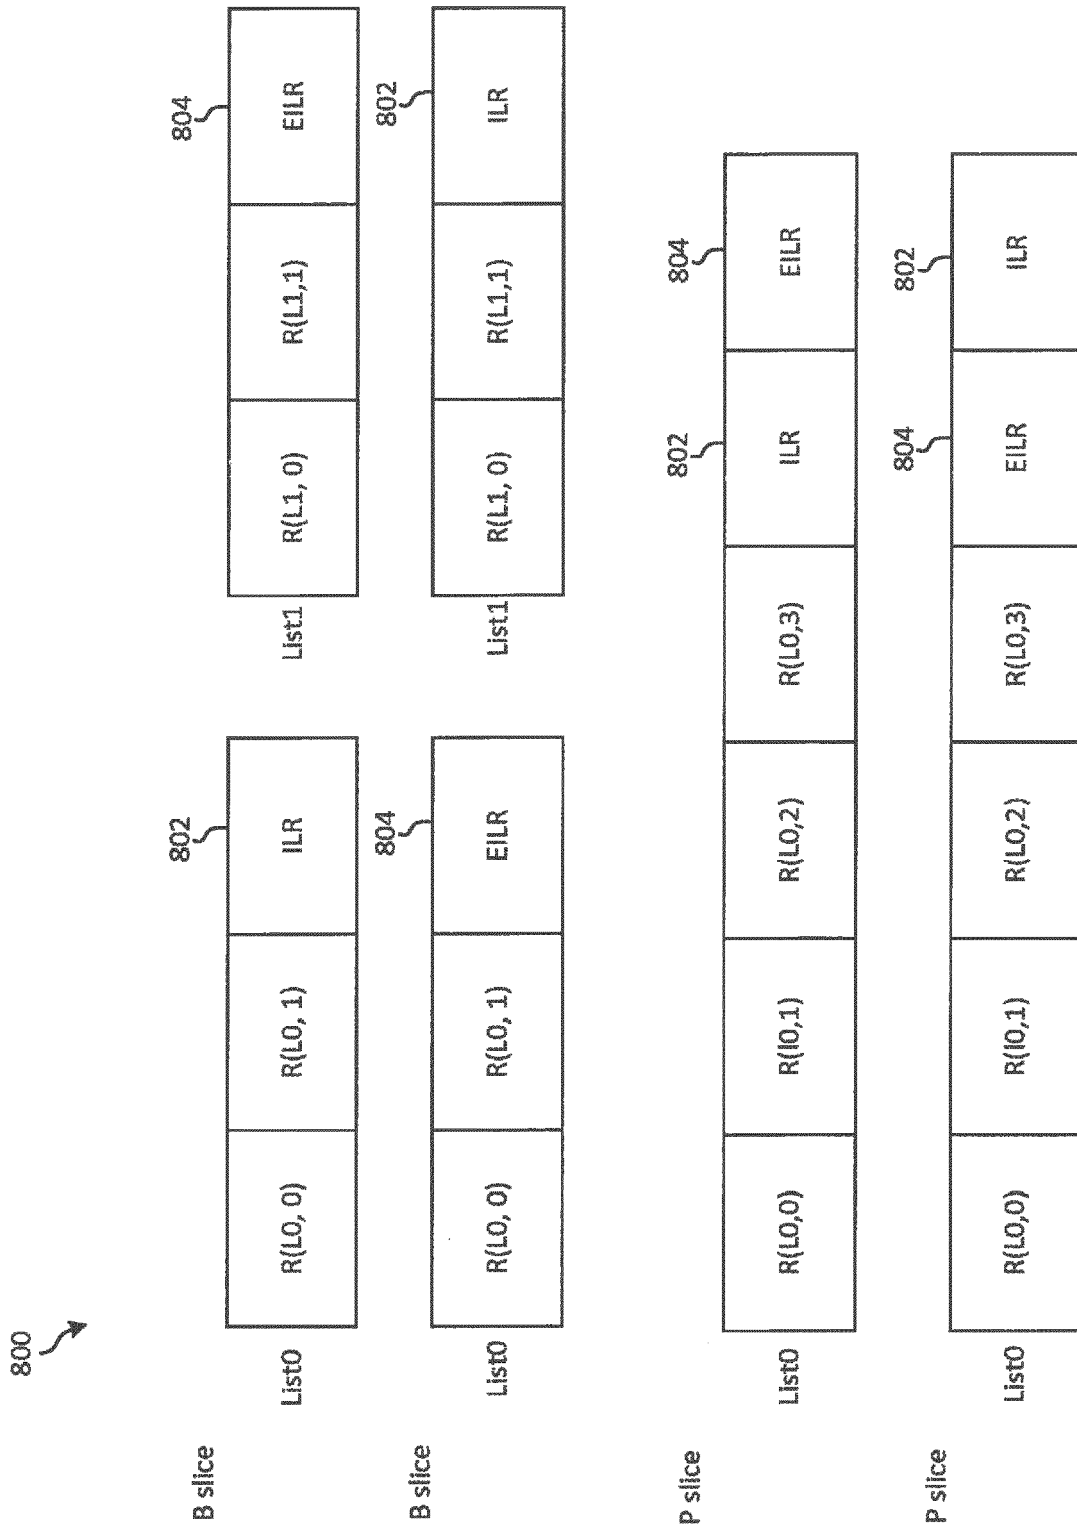 800
B slice
802
804
List0 R(L0, 0) R(L0, 1) ILR List1 R(L1, 0) R(L1,1) EILR
B slice
804
802
List0 R(L0, 0) R(L0, 1) EILR List1 R(L1, 0) R(L1,1) ILR
P slice
802
804
List0 R(L0,0) R(l0,1) R(L0,2) R(L0,3) ILR EILR
P slice
804
802
List0 R(L0,0) R(l0,1) R(L0,2) R(L0,3) EILR ILR